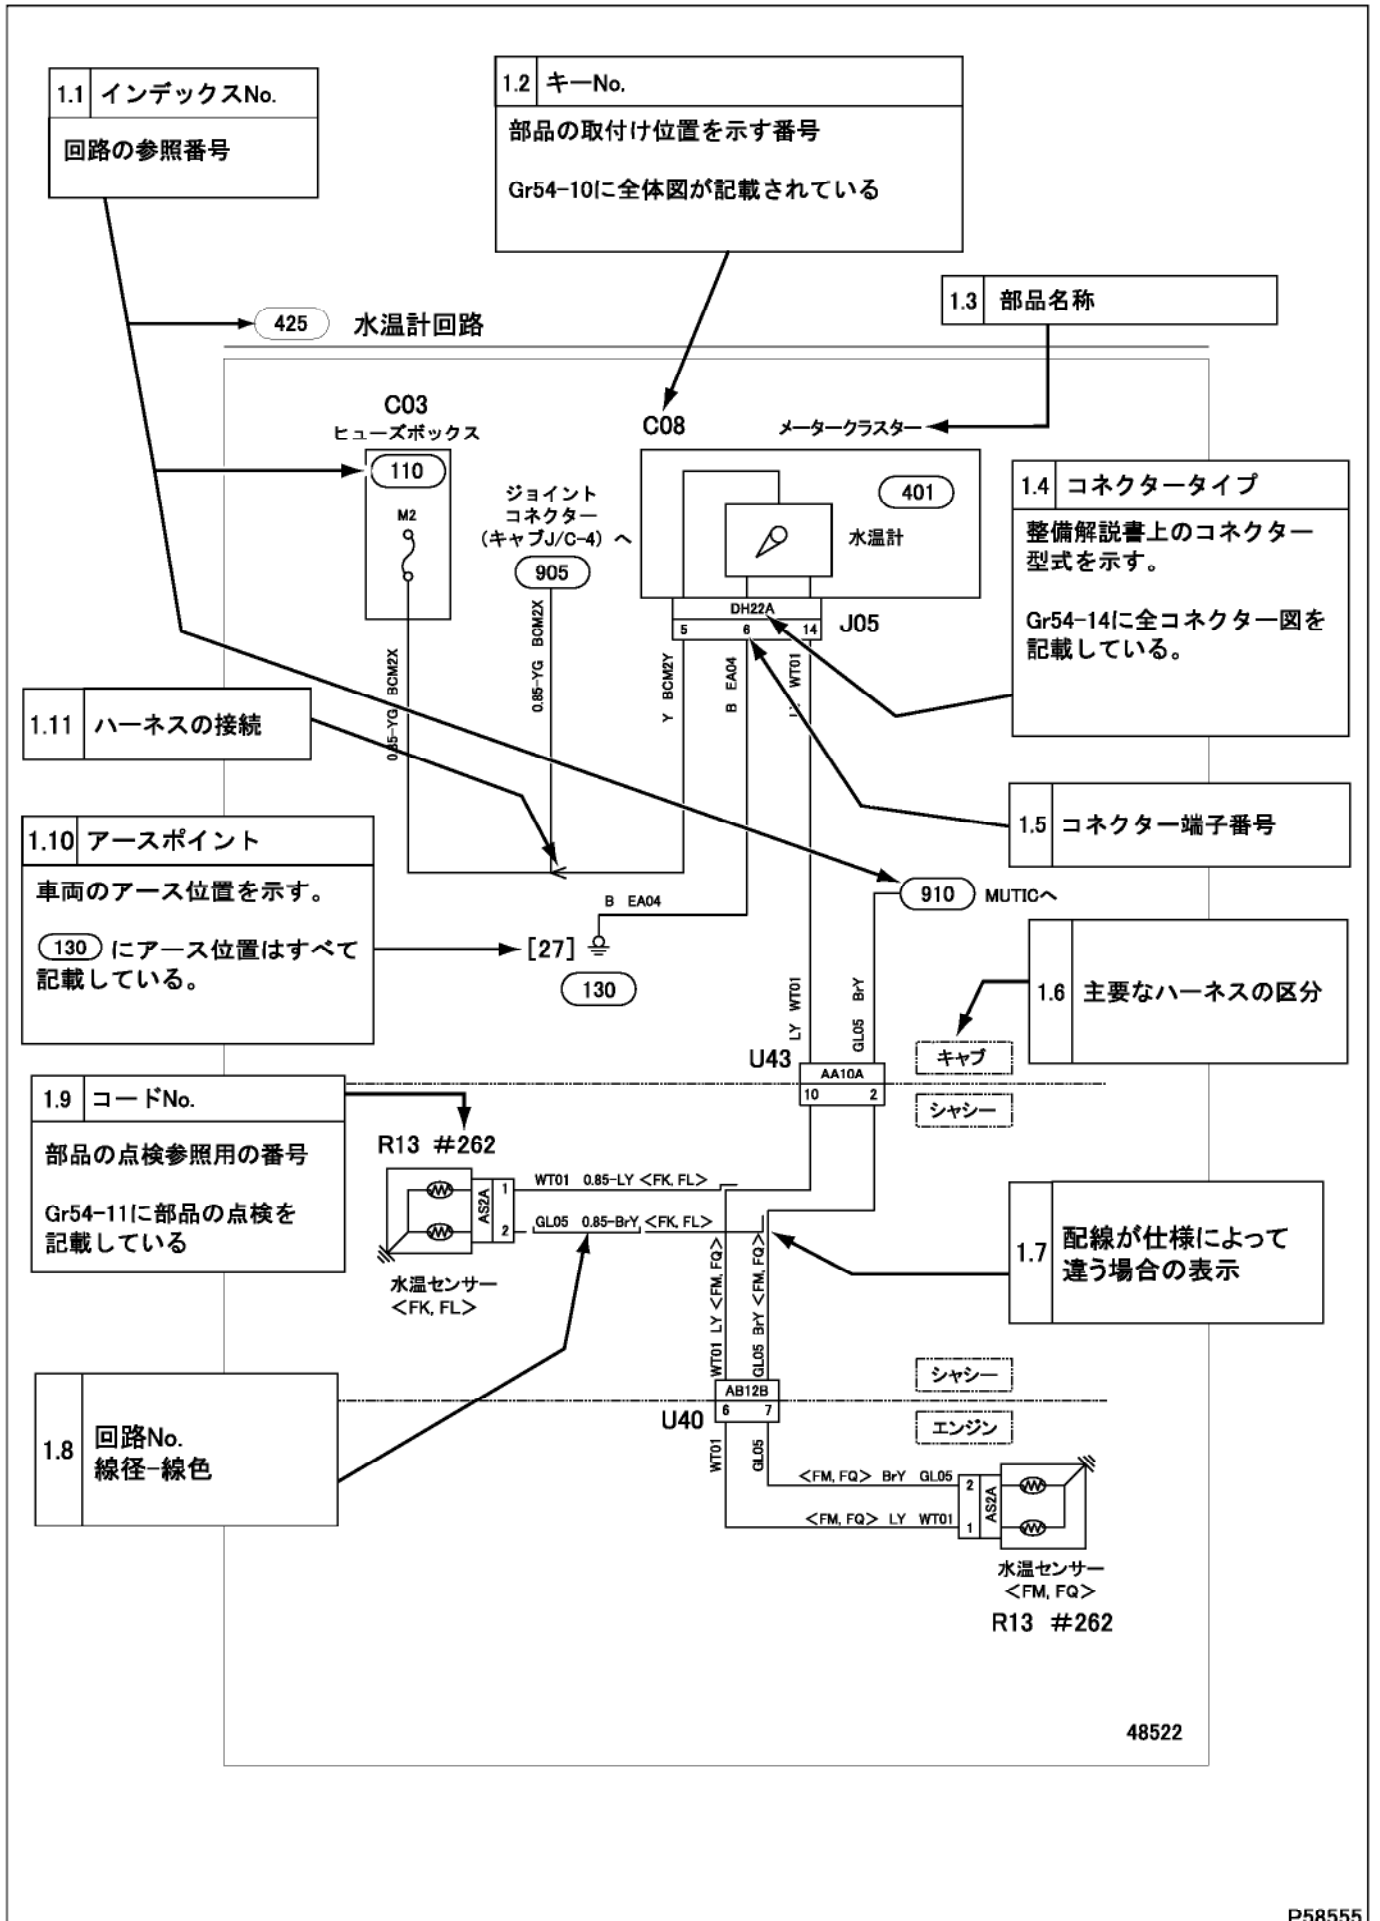 1.1 インデックスNo.
回路の参照番号
1.2 キーNo.
部品の取付け位置を示す番号
Gr54-10に全体図が記載されている
1.3 部品名称
425 水温計回路
C03
ヒューズボックス
110
M2
ジョイント
コネクター
(キャブJ/C-4) へ
905
C08
メータークラスター
401
水温計
DH22A
5 6 14
J05
1.4 コネクタータイプ
整備解説書上のコネクター
型式を示す。
Gr54-14に全コネクター図を
記載している。
0.85-YG BCM2X
0.85-YG BCM2X
Y BCM2Y
B EA04
WT01
1.11 ハーネスの接続
1.5 コネクター端子番号
1.10 アースポイント
車両のアース位置を示す。
130 にアース位置はすべて
記載している。
B EA04
[27]
130
910 MUTICへ
1.6 主要なハーネスの区分
LY WT01
GL05 BrY
U43
AA10A
10 2
キャブ
シャシー
1.9 コードNo.
部品の点検参照用の番号
Gr54-11に部品の点検を
記載している
R13 #262
AS2A
1
2
WT01 0.85-LY <FK, FL>
GL05 0.85-BrY <FK, FL>
水温センサー
<FK, FL>
1.7 配線が仕様によって
違う場合の表示
WT01 LY <FM, FQ>
GL05 BrY <FM, FQ>
1.8 回路No.
線径-線色
AB12B
6 7
U40
シャシー
エンジン
WT01
GL05
<FM, FQ> BrY GL05
<FM, FQ> LY WT01
2
1
AS2A
水温センサー
<FM, FQ>
R13 #262
48522
P58555